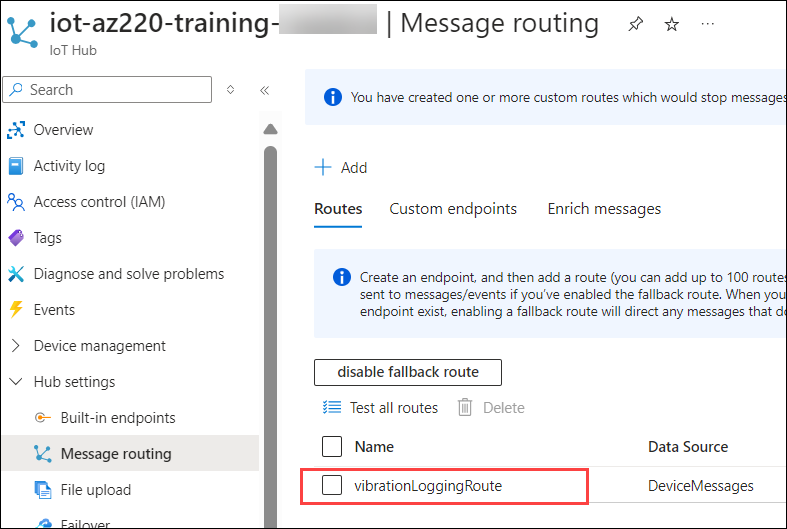 iot-az220-training- | Message routing
IoT Hub
Search
Overview
Activity log
Access control (IAM)
Tags
Diagnose and solve problems
Events
Device management
Hub settings
Built-in endpoints
Message routing
File upload
Failover
You have created one or more custom routes which would stop messages
Add
Routes Custom endpoints Enrich messages
Create an endpoint, and then add a route (you can add up to 100 routes
sent to messages/events if you've enabled the fallback route. When you
endpoint exist, enabling a fallback route will direct any messages that do
disable fallback route
Test all routes Delete
Name Data Source
vibrationLoggingRoute DeviceMessages